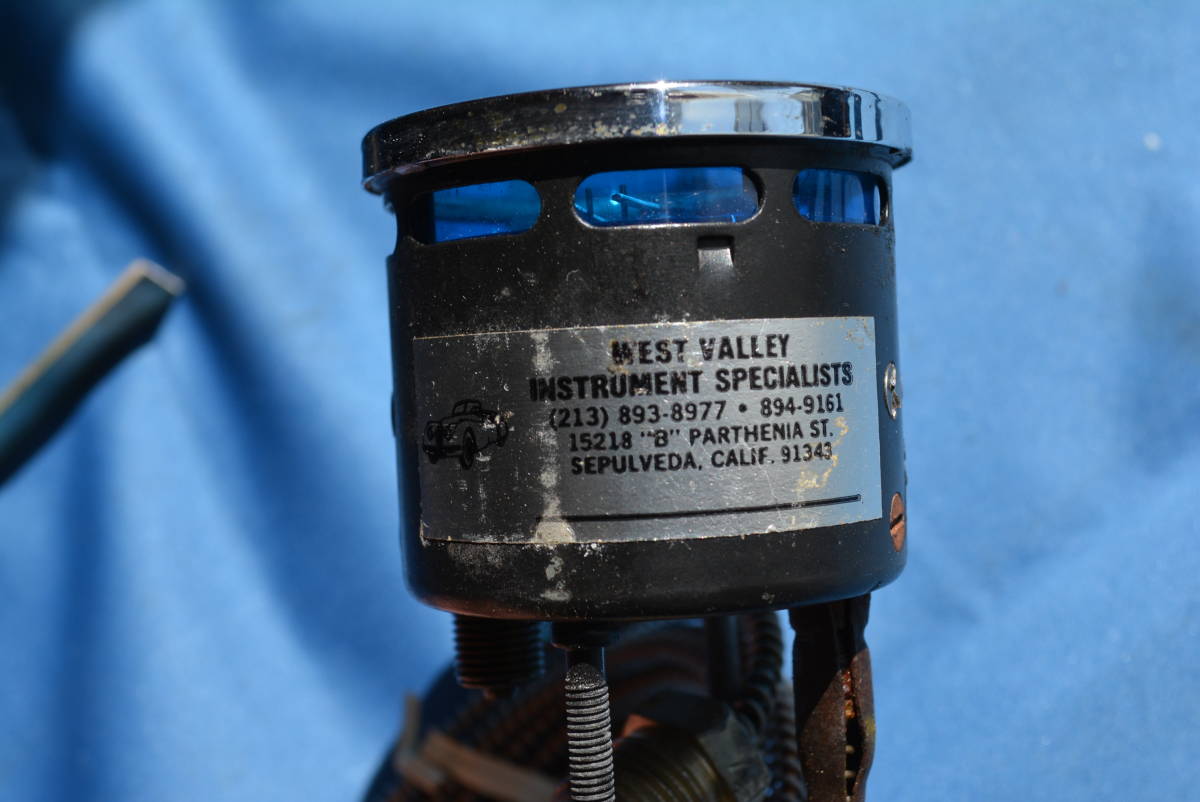 WEST VALLEY
INSTRUMENT SPECIALISTS
(213) 893-8977 • 894-9161
15218 "B" PARTHENIA ST.
SEPULVEDA, CALIF. 91343